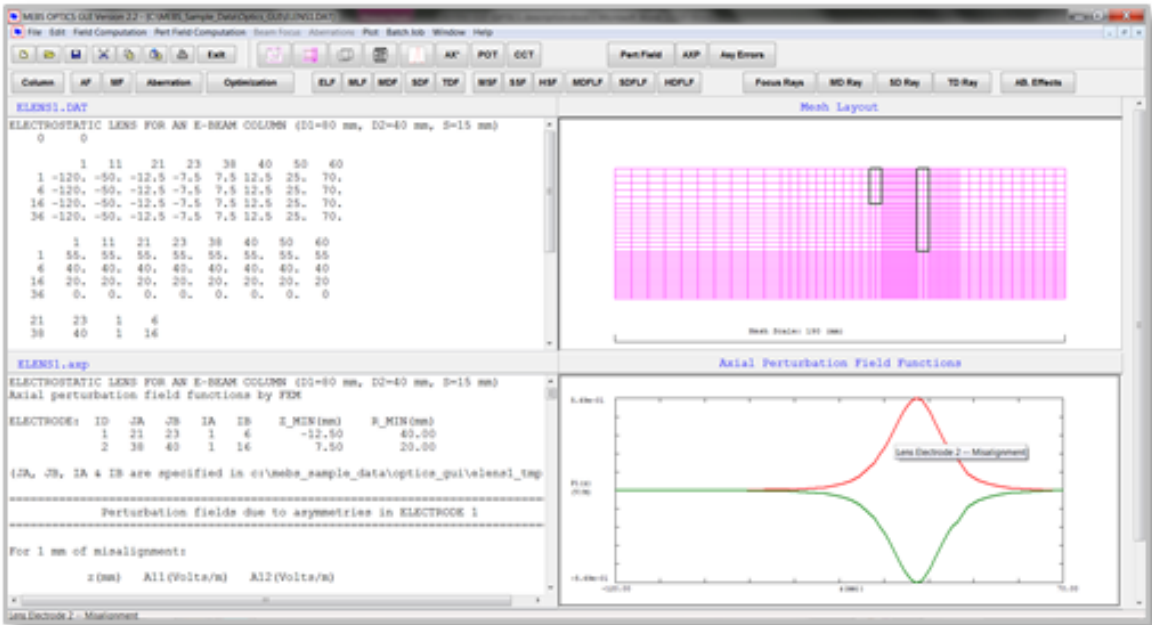 MEBS OPTICS GUI Version 2.2 - [C:\MEBS_Sample_Data\Optics_GUI\ELENS1.DAT]
File Edit Field Computation Pert Field Computation Beam Focus Aberrations Plot Batch Job Window Help
Exit AX* POT CCT Pert Field AXP Asy Errors
Column AF MF Aberration Optimization ELF MLF MDF SDF TDF MSF SSF HSF MDFLF SDFLF HDFLF Focus Rays MD Ray SD Ray TD Ray AB. Effects
ELENS1.DAT
ELECTROSTATIC LENS FOR AN E-BEAM COLUMN (D1=80 mm, D2=40 mm, S=15 mm)
0 0
1 11 21 23 38 40 50 60
1 -120. -50. -12.5 -7.5 7.5 12.5 25. 70.
6 -120. -50. -12.5 -7.5 7.5 12.5 25. 70.
16 -120. -50. -12.5 -7.5 7.5 12.5 25. 70.
36 -120. -50. -12.5 -7.5 7.5 12.5 25. 70.
1 11 21 23 38 40 50 60
1 55. 55. 55. 55. 55. 55. 55. 55
6 40. 40. 40. 40. 40. 40. 40. 40
16 20. 20. 20. 20. 20. 20. 20. 20
36 0. 0. 0. 0. 0. 0. 0. 0
21 23 1 6
38 40 1 16
Mesh Layout
Mesh Scale: 190 (mm)
ELENS1.axp
ELECTROSTATIC LENS FOR AN E-BEAM COLUMN (D1=80 mm, D2=40 mm, S=15 mm)
Axial perturbation field functions by FEM
ELECTRODE: ID JA JB IA IB Z_MIN(mm) R_MIN(mm)
1 21 23 1 6 -12.50 40.00
2 38 40 1 16 7.50 20.00
(JA, JB, IA & IB are specified in c:\mebs_sample_data\optics_gui\elens1_tmp
Perturbation fields due to asymmetries in ELECTRODE 1
For 1 mm of misalignment:
z(mm) A11(Volts/m) A12(Volts/m)
Axial Perturbation Field Functions
Lens Electrode 2 -- Misalignment
-120.00 z(mm) 70.00
Lens Electrode 2 -- Misalignment